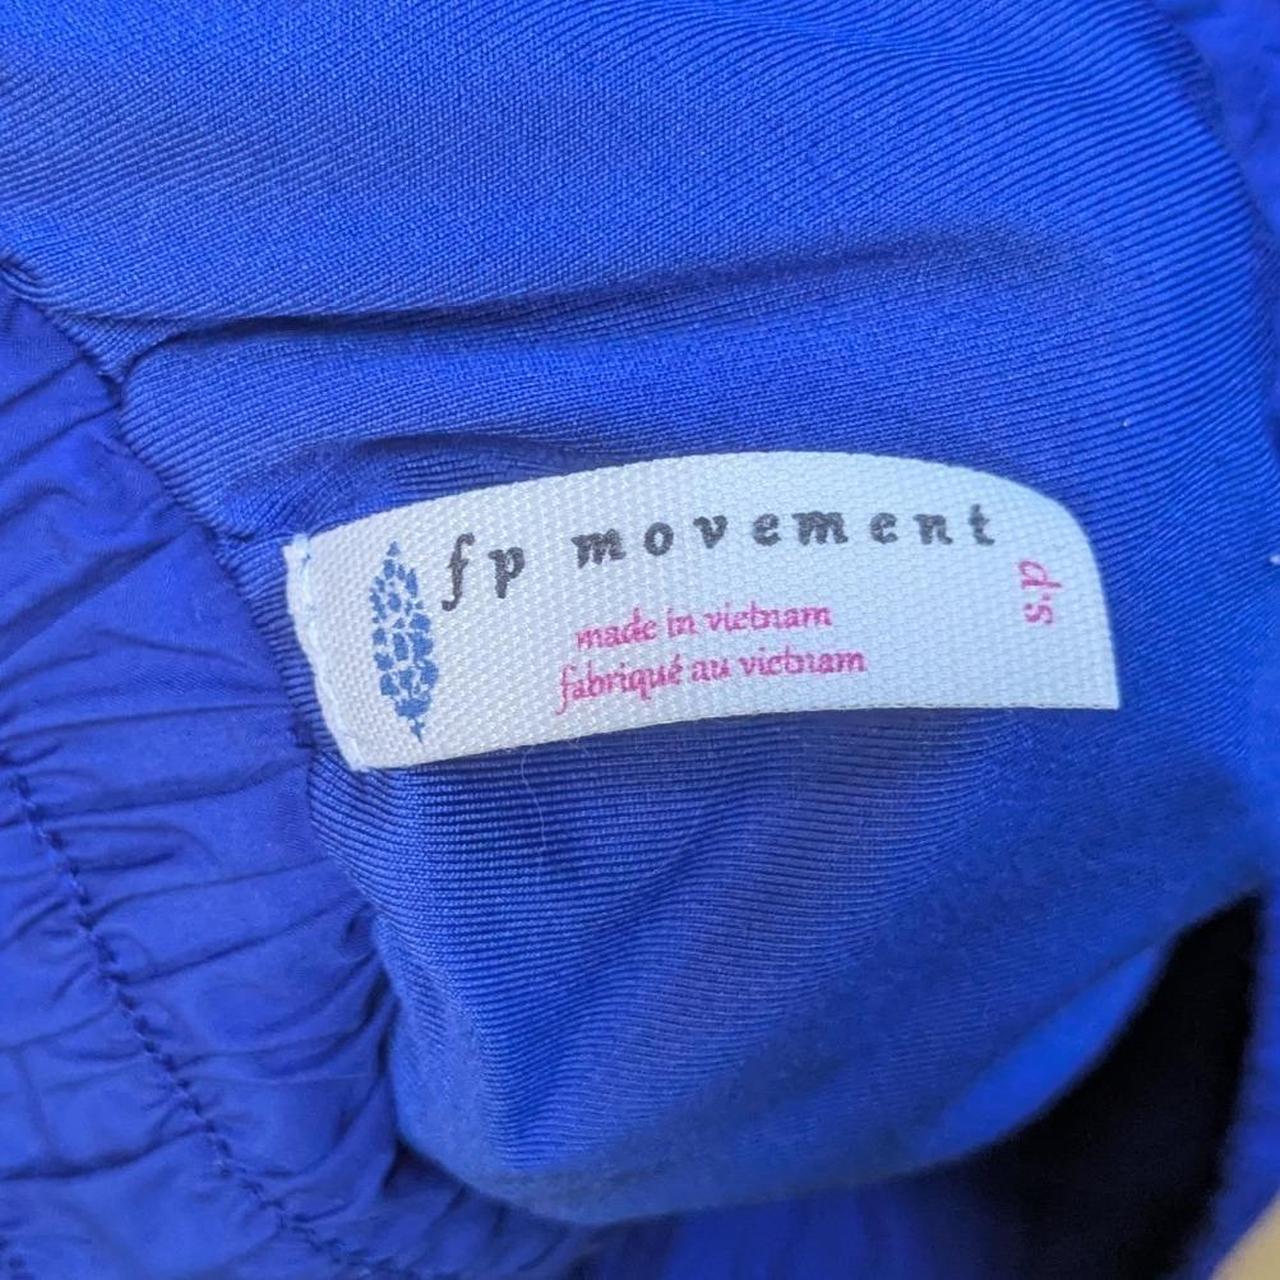 fp movement
made in vietnam
fabriqué au vietnam
s.p